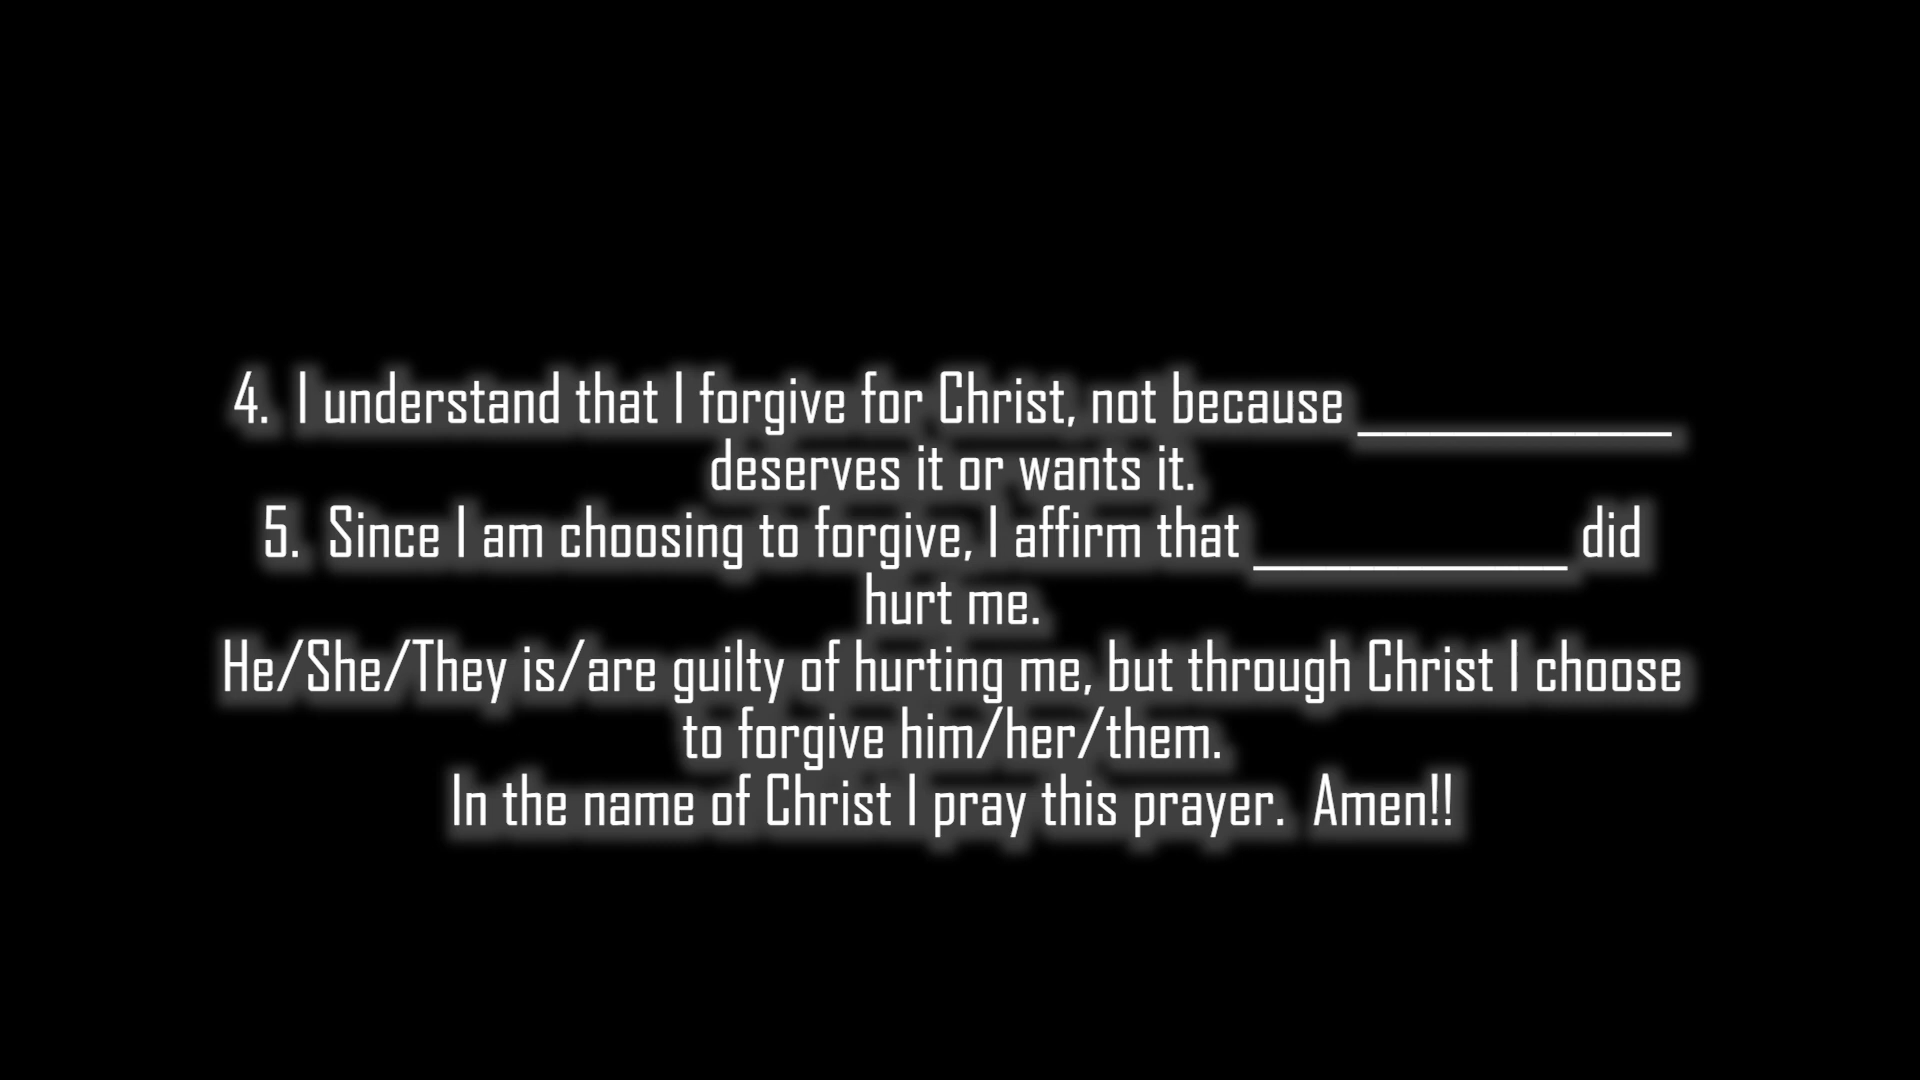 4.  I understand that I forgive for Christ, not because _____________
deserves it or wants it.
5.  Since I am choosing to forgive, I affirm that _____________ did
hurt me.
He/She/They is/are guilty of hurting me, but through Christ I choose
to forgive him/her/them.
In the name of Christ I pray this prayer.  Amen!!